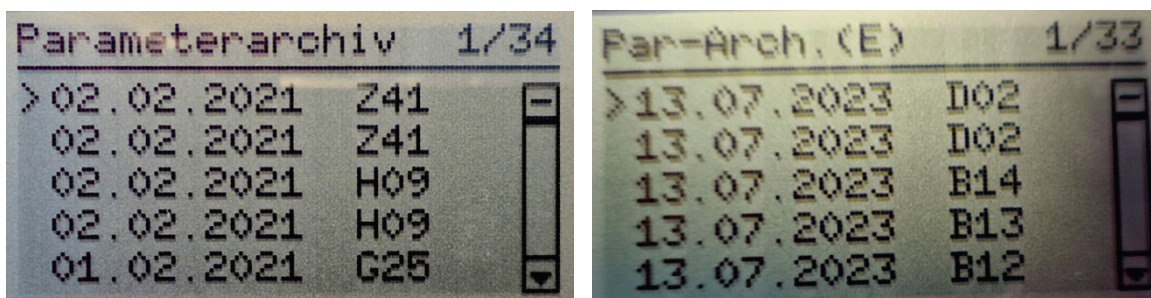 Parameterarchiv 1/34
>02.02.2021 Z41
02.02.2021 Z41
02.02.2021 H09
02.02.2021 H09
01.02.2021 G25
Par-Arch.(E) 1/33
>13.07.2023 D02
13.07.2023 D02
13.07.2023 B14
13.07.2023 B13
13.07.2023 B12